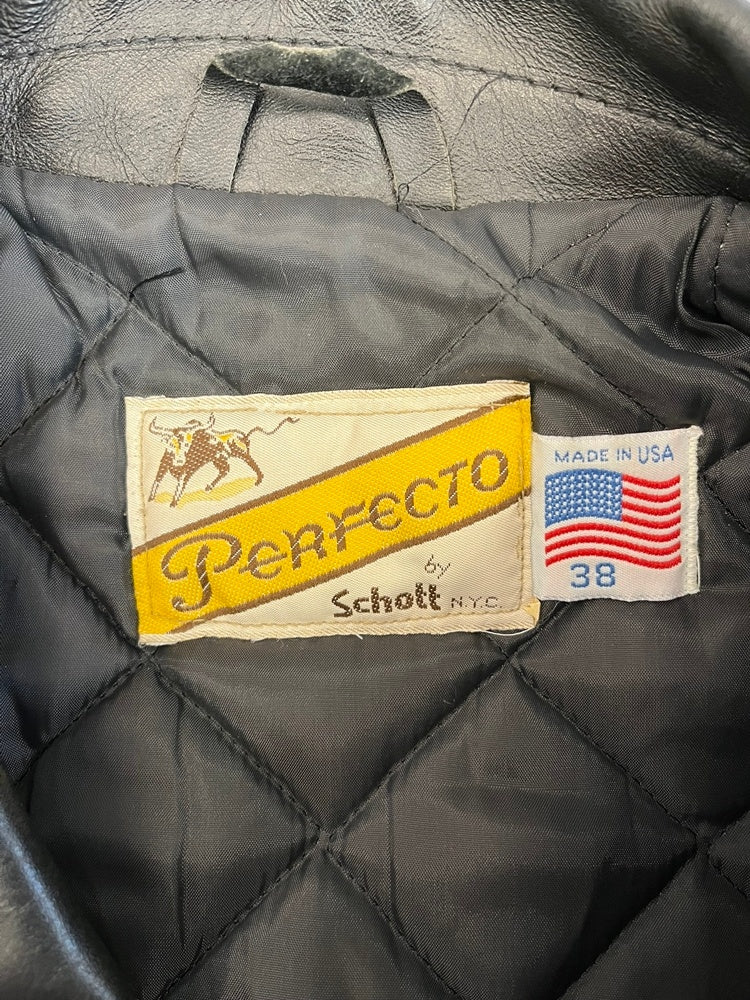 PERFECTO
by
Schott N.Y.C.
MADE IN USA
38